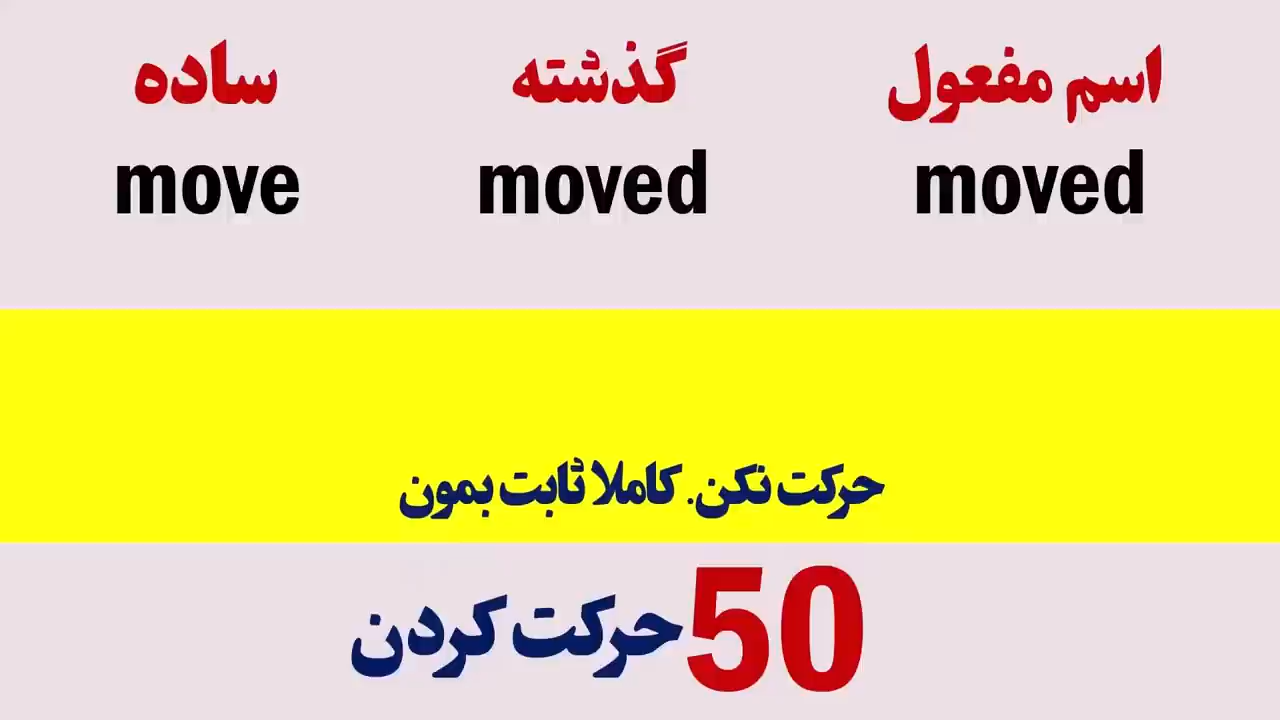 ساده گذشته اسم مفعول
move moved moved
حرکت نکن. کاملا ثابت بمون
50 حرکت کردن